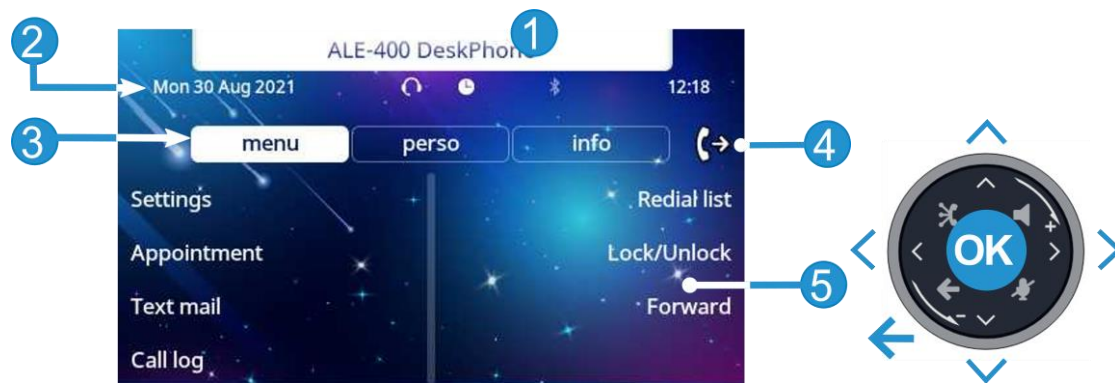 1
ALE-400 DeskPhone
2
Mon 30 Aug 2021
12:18
3
menu
perso
info
4
Settings
Redial list
Appointment
Lock/Unlock
5
Text mail
Forward
Call log
OK
+
-